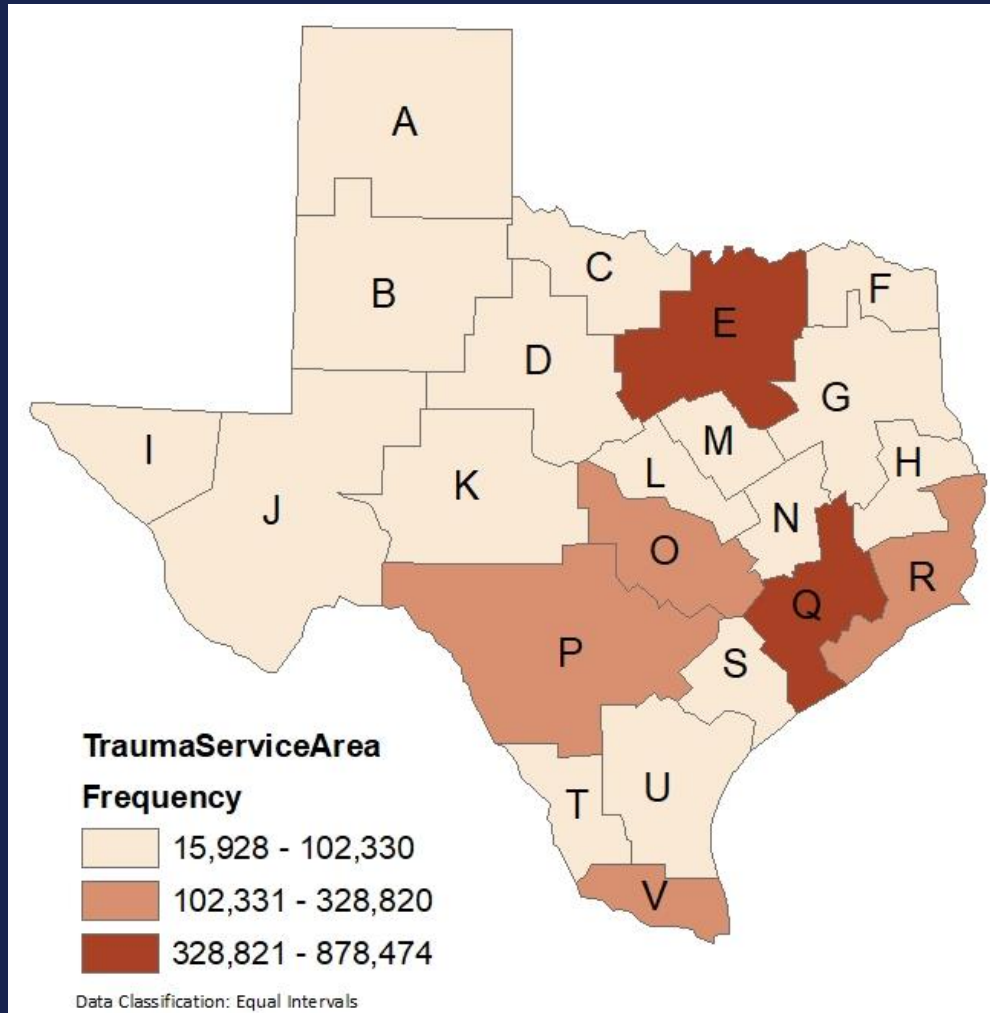 A
B
C
D
E
F
G
H
I
J
K
L
M
N
O
P
Q
R
S
T
U
V
TraumaServiceArea
Frequency
15,928 - 102,330
102,331 - 328,820
328,821 - 878,474
Data Classification: Equal Intervals